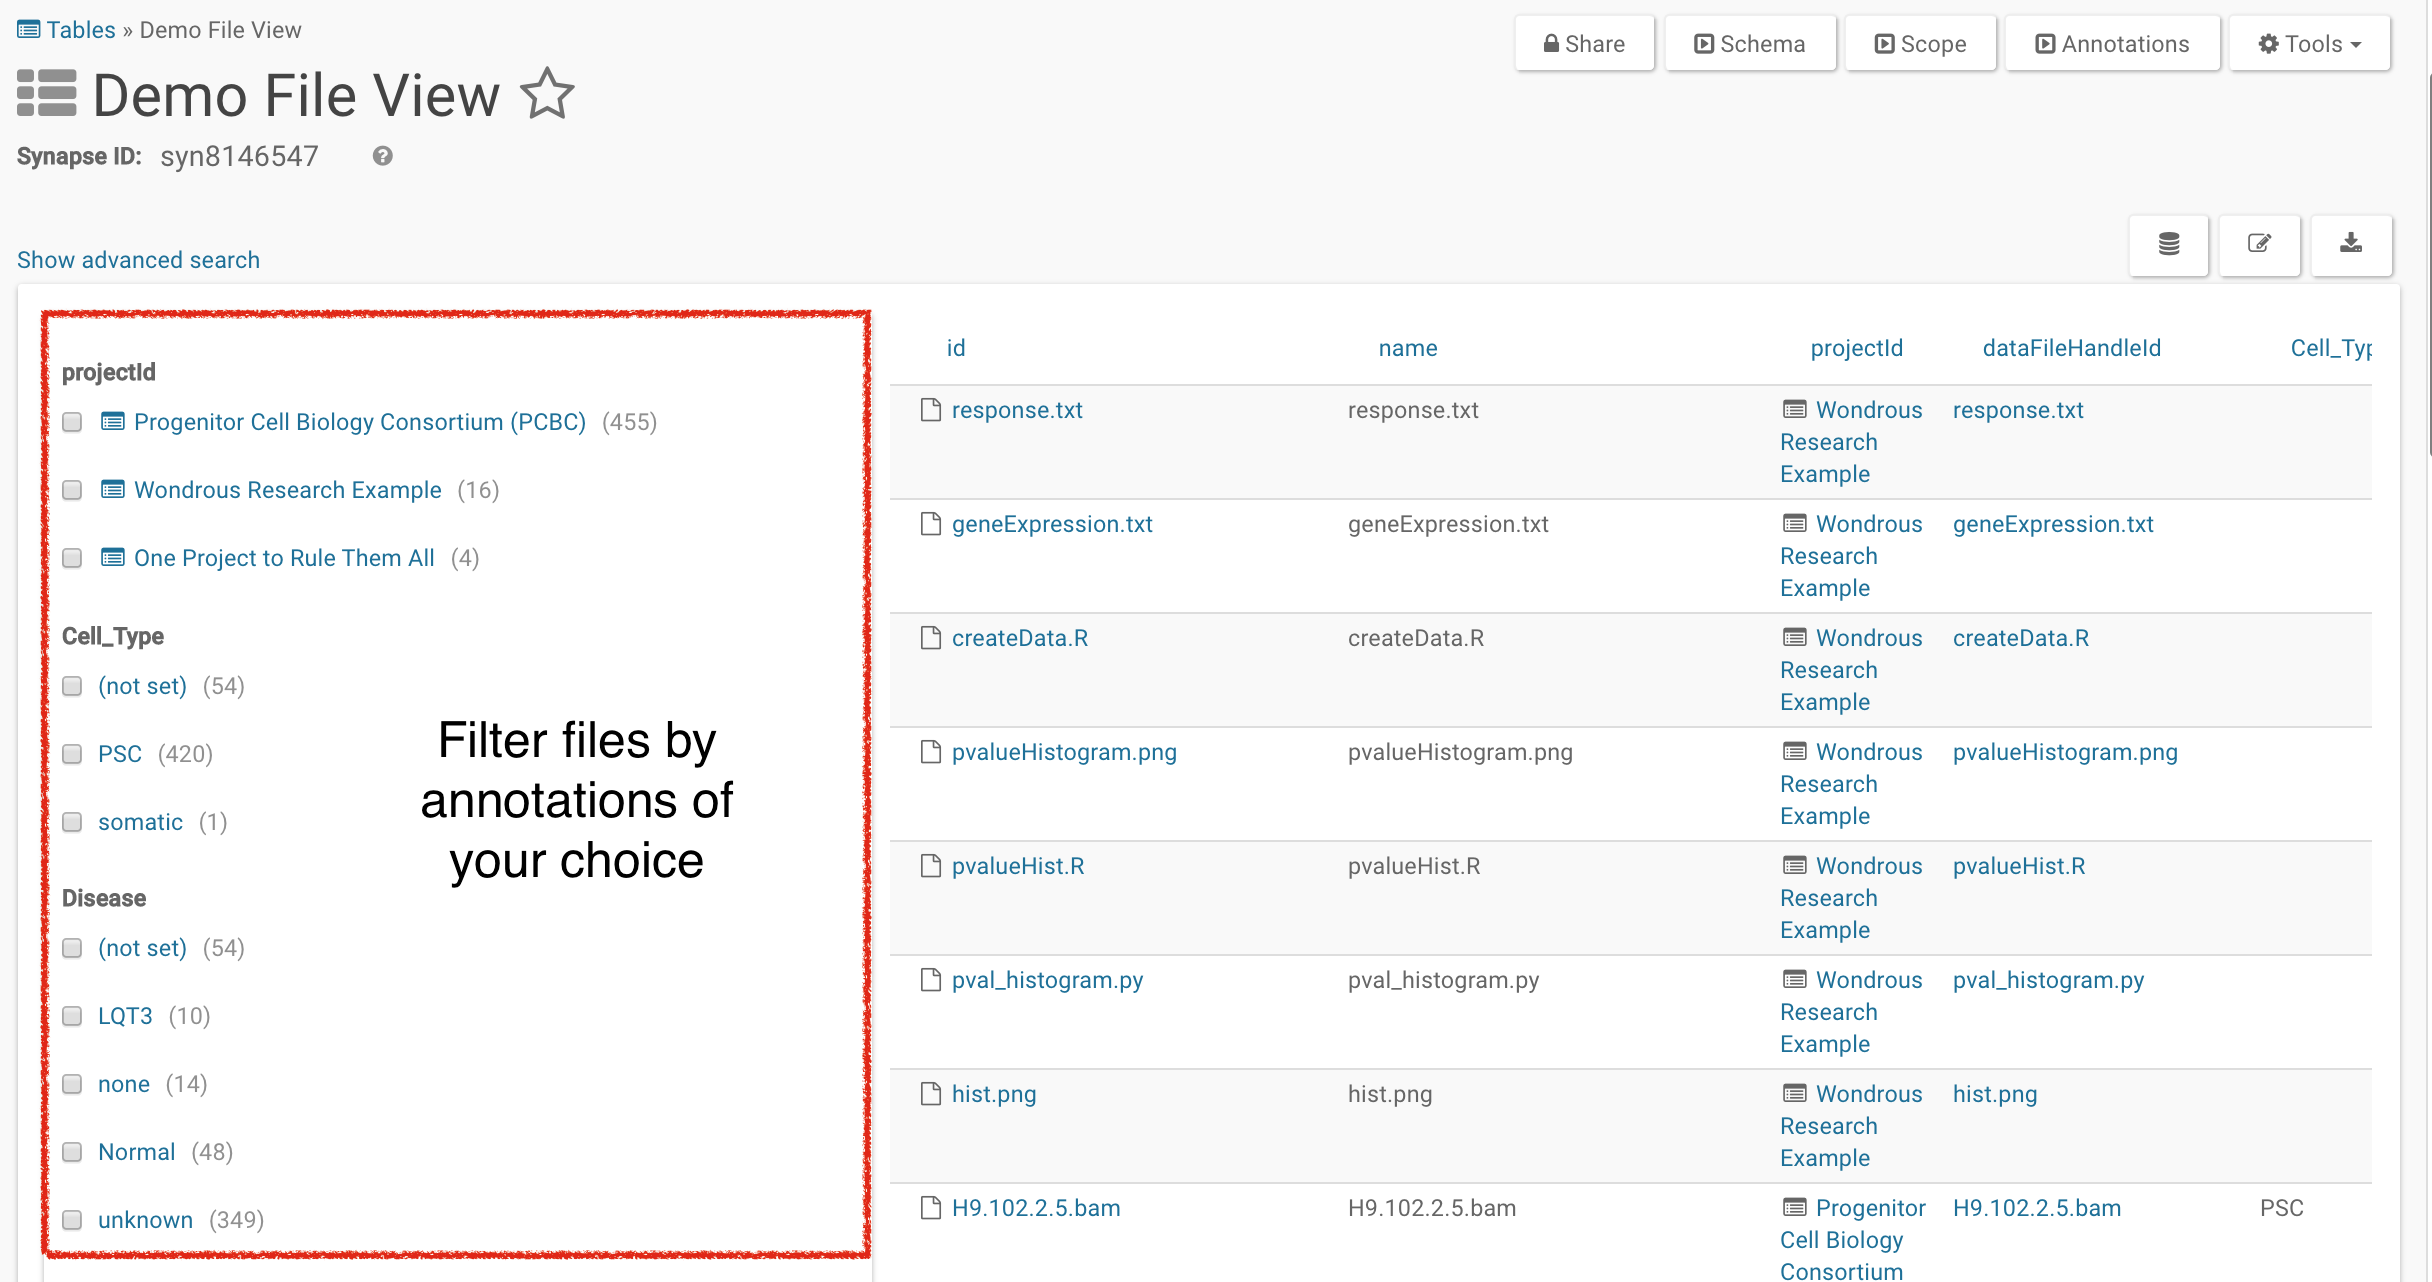 Tables » Demo File View
Share
Schema
Scope
Annotations
Tools
Demo File View
Synapse ID: syn8146547
Show advanced search
projectId
Progenitor Cell Biology Consortium (PCBC) (455)
Wondrous Research Example (16)
One Project to Rule Them All (4)
Cell_Type
(not set) (54)
PSC (420)
somatic (1)
Disease
(not set) (54)
LQT3 (10)
none (14)
Normal (48)
unknown (349)
Filter files by
annotations of
your choice
id name projectId dataFileHandleId Cell_Typ
response.txt response.txt Wondrous response.txt
Research
Example
geneExpression.txt geneExpression.txt Wondrous geneExpression.txt
Research
Example
createData.R createData.R Wondrous createData.R
Research
Example
pvalueHistogram.png pvalueHistogram.png Wondrous pvalueHistogram.png
Research
Example
pvalueHist.R pvalueHist.R Wondrous pvalueHist.R
Research
Example
pval_histogram.py pval_histogram.py Wondrous pval_histogram.py
Research
Example
hist.png hist.png Wondrous hist.png
Research
Example
H9.102.2.5.bam H9.102.2.5.bam Progenitor H9.102.2.5.bam PSC
Cell Biology
Consortium